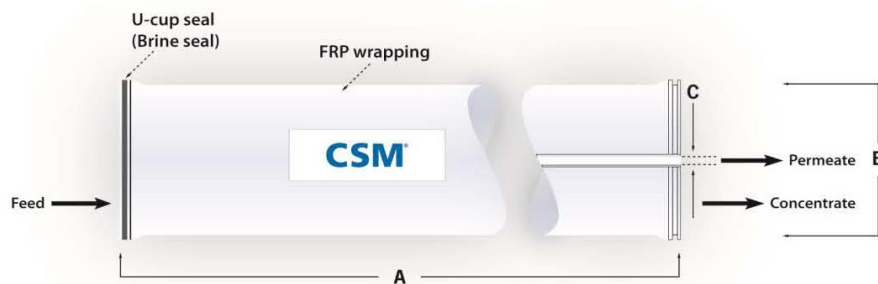 U-cup seal
(Brine seal)
FRP wrapping
C
CSM®
Permeate
B
Feed
Concentrate
A